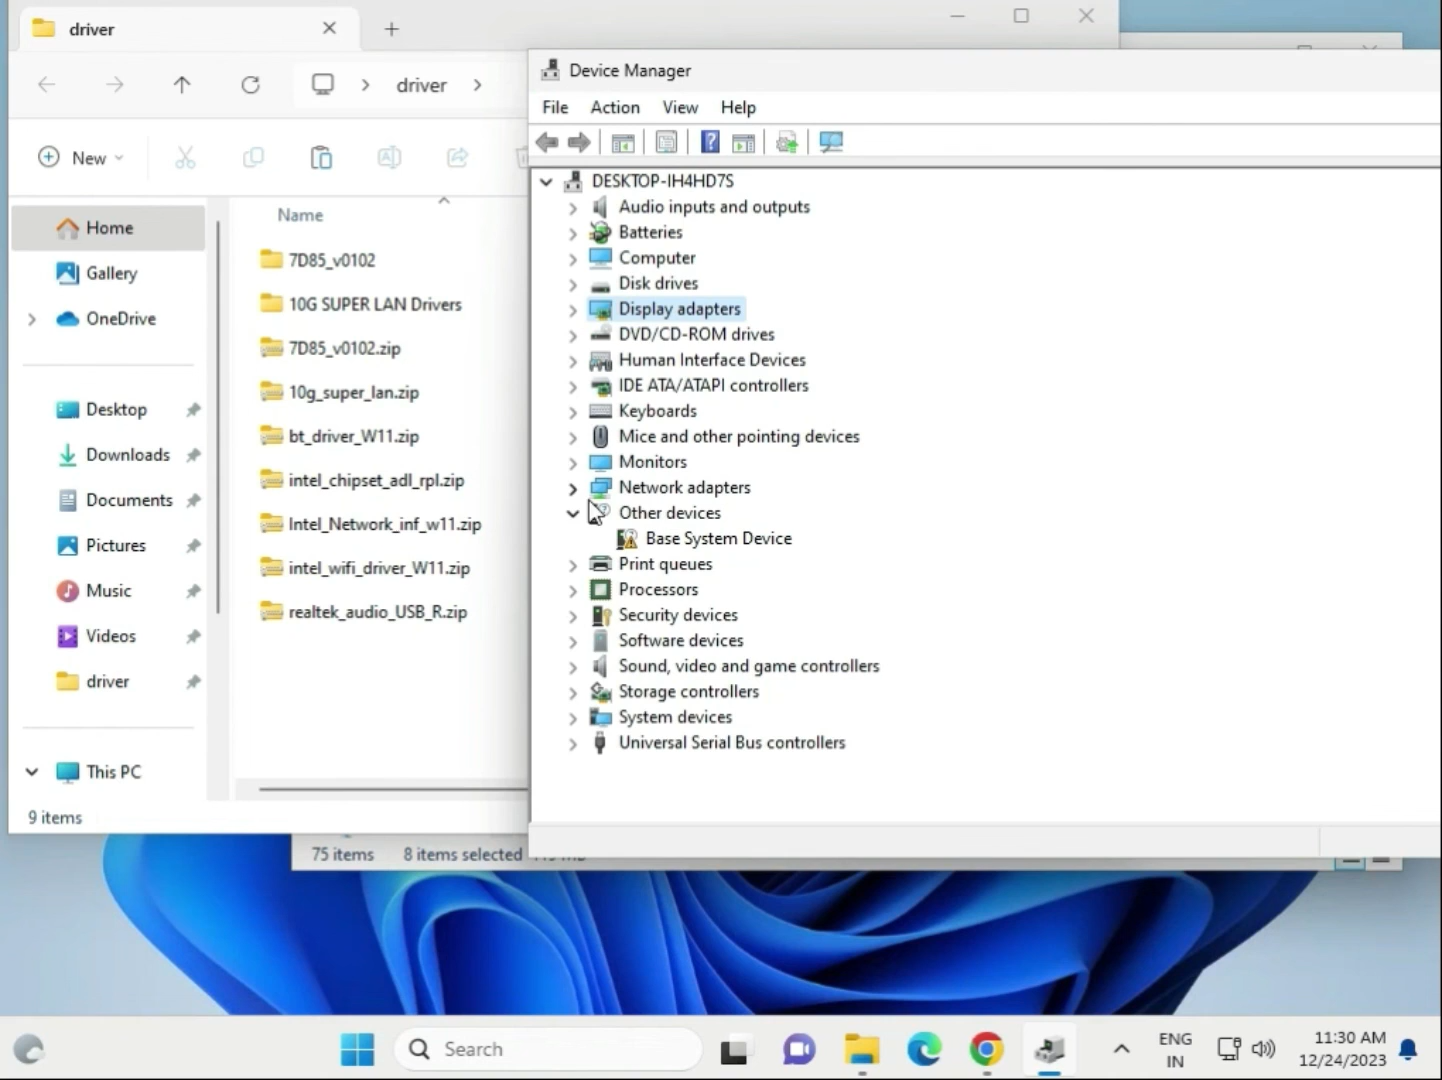 driver
driver
New
Name
Home
Gallery
OneDrive
Desktop
Downloads
Documents
Pictures
Music
Videos
driver
This PC
7D85_v0102
10G SUPER LAN Drivers
7D85_v0102.zip
10g_super_lan.zip
bt_driver_W11.zip
intel_chipset_adl_rpl.zip
Intel_Network_inf_w11.zip
intel_wifi_driver_W11.zip
realtek_audio_USB_R.zip
9 items
75 items 8 items selected
Device Manager
File Action View Help
DESKTOP-IH4HD7S
Audio inputs and outputs
Batteries
Computer
Disk drives
Display adapters
DVD/CD-ROM drives
Human Interface Devices
IDE ATA/ATAPI controllers
Keyboards
Mice and other pointing devices
Monitors
Network adapters
Other devices
Base System Device
Print queues
Processors
Security devices
Software devices
Sound, video and game controllers
Storage controllers
System devices
Universal Serial Bus controllers
Search
ENG
IN
11:30 AM
12/24/2023